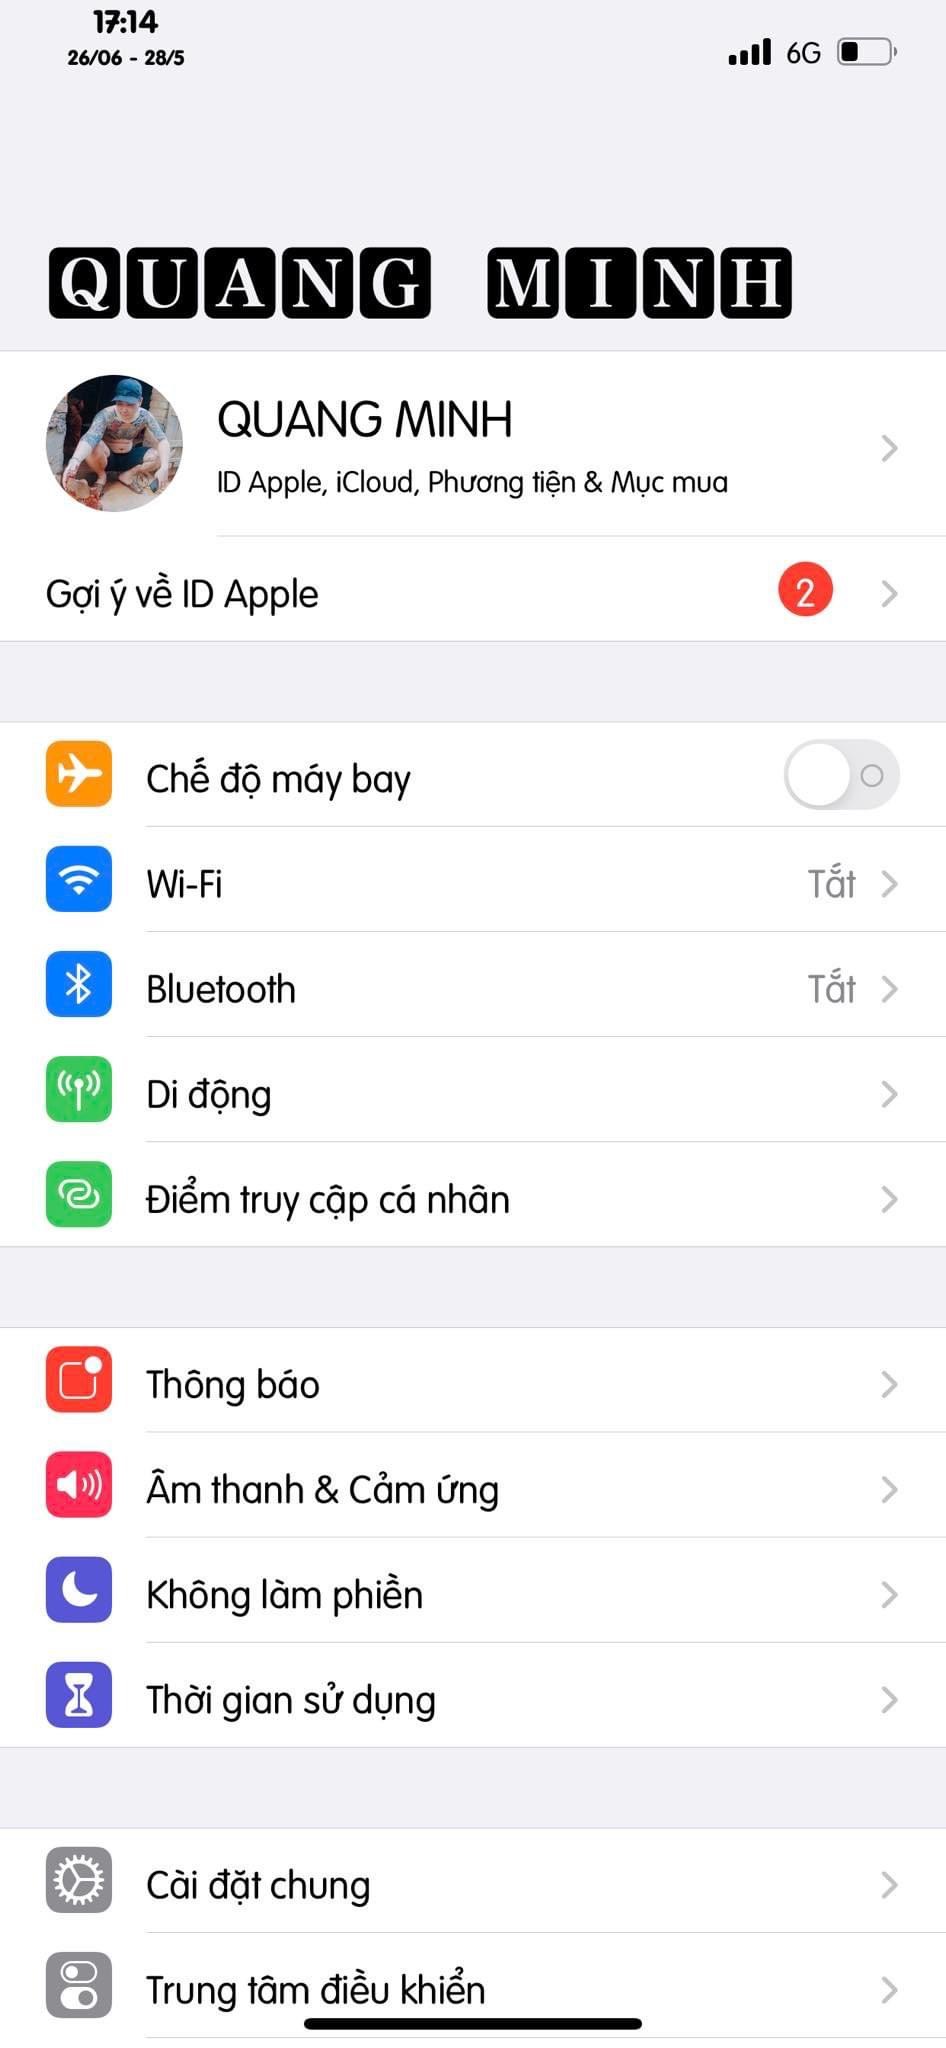 17:14
26/06 - 28/5
6G
QUANG MINH
QUANG MINH
ID Apple, iCloud, Phương tiện & Mục mua
Gợi ý về ID Apple
2
Chế độ máy bay
Wi-Fi
Tắt
Bluetooth
Tắt
Di động
Điểm truy cập cá nhân
Thông báo
Âm thanh & Cảm ứng
Không làm phiền
Thời gian sử dụng
Cài đặt chung
Trung tâm điều khiển